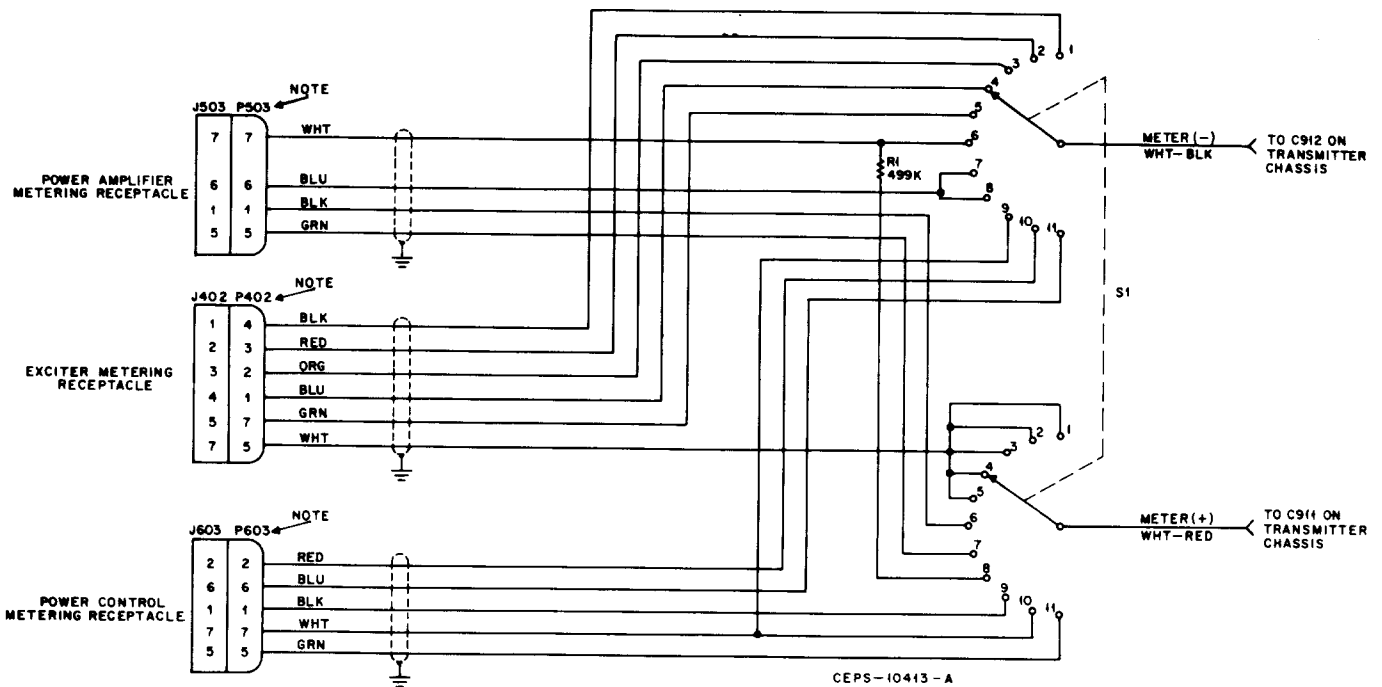 J503 P503 NOTE
7 7 WHT
6 6 BLU
1 1 BLK
5 5 GRN
POWER AMPLIFIER
METERING RECEPTACLE
J402 P402 NOTE
1 4 BLK
2 3 RED
3 2 ORG
4 1 BLU
5 7 GRN
7 5 WHT
EXCITER METERING
RECEPTACLE
J603 P603 NOTE
2 2 RED
6 6 BLU
1 1 BLK
7 7 WHT
5 5 GRN
POWER CONTROL
METERING RECEPTACLE
R1
499K
1
2
3
4
5
6
7
8
9
10
11
METER(-)
WHT-BLK
TO C912 ON
TRANSMITTER
CHASSIS
S1
1
2
3
4
5
6
7
8
9
10
11
METER(+)
WHT-RED
TO C911 ON
TRANSMITTER
CHASSIS
CEPS-10413-A